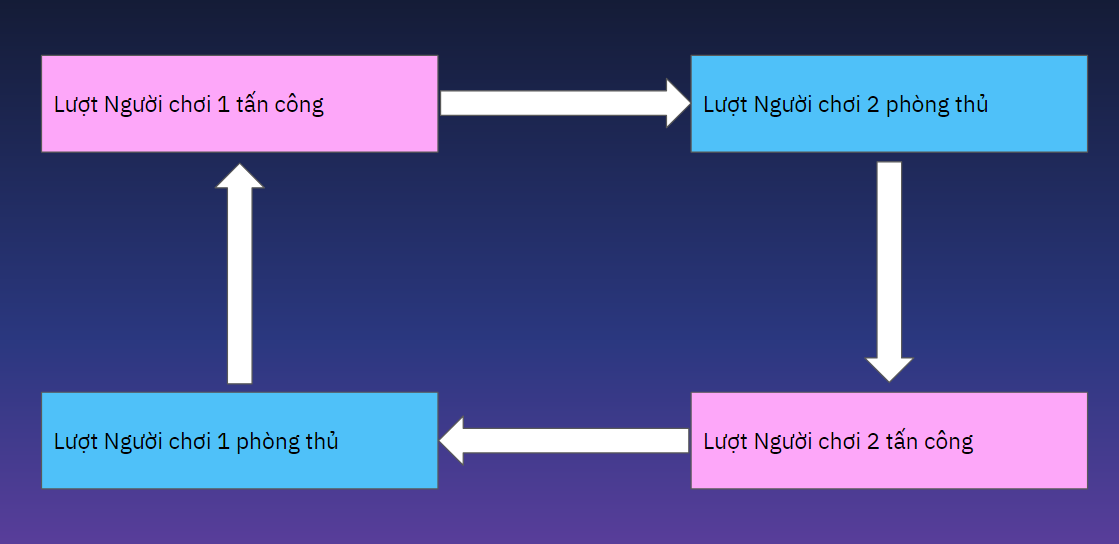 Lượt Người chơi 1 tấn công
Lượt Người chơi 2 phòng thủ
Lượt Người chơi 1 phòng thủ
Lượt Người chơi 2 tấn công